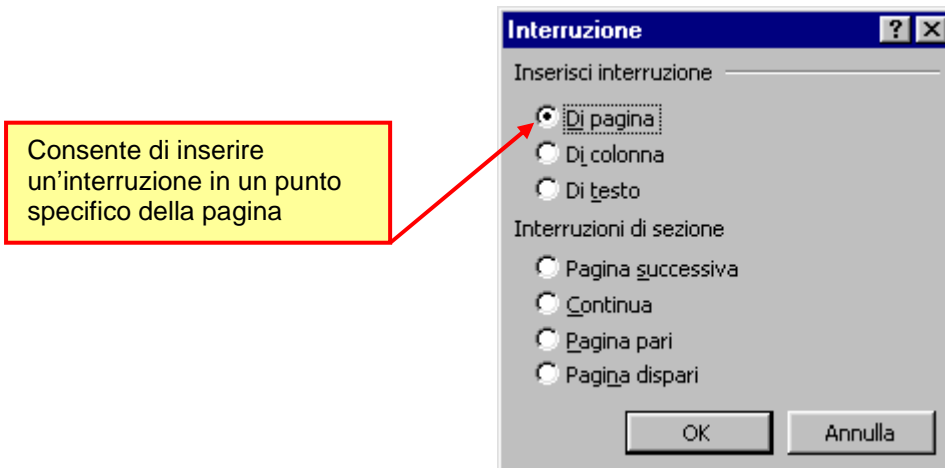 Interruzione
Inserisci interruzione
Di pagina
Di colonna
Di testo
Interruzioni di sezione
Pagina successiva
Continua
Pagina pari
Pagina dispari
OK Annulla
Consente di inserire
un'interruzione in un punto
specifico della pagina